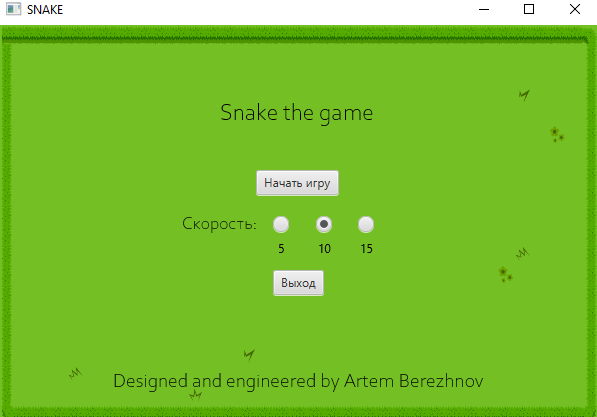 SNAKE
Snake the game
Начать игру
Скорость:
5 10 15
Выход
Designed and engineered by Artem Berezhnov